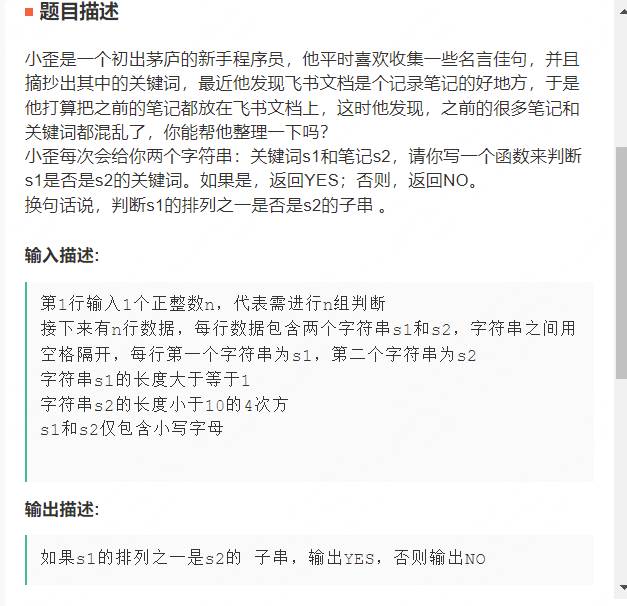 题目描述
小歪是一个初出茅庐的新手程序员，他平时喜欢收集一些名言佳句，并且
摘抄出其中的关键词，最近他发现飞书文档是个记录笔记的好地方，于是
他打算把之前的笔记都放在飞书文档上，这时他发现，之前的很多笔记和
关键词都混乱了，你能帮他整理一下吗？
小歪每次会给你两个字符串：关键词s1和笔记s2，请你写一个函数来判断
s1是否是s2的关键词。如果是，返回YES；否则，返回NO。
换句话说，判断s1的排列之一是否是s2的子串 。
输入描述:
第1行输入1个正整数n，代表需进行n组判断
接下来有n行数据，每行数据包含两个字符串s1和s2，字符串之间用
空格隔开，每行第一个字符串为s1，第二个字符串为s2
字符串s1的长度大于等于1
字符串s2的长度小于10的4次方
s1和s2仅包含小写字母
输出描述:
如果s1的排列之一是s2的 子串，输出YES，否则输出NO